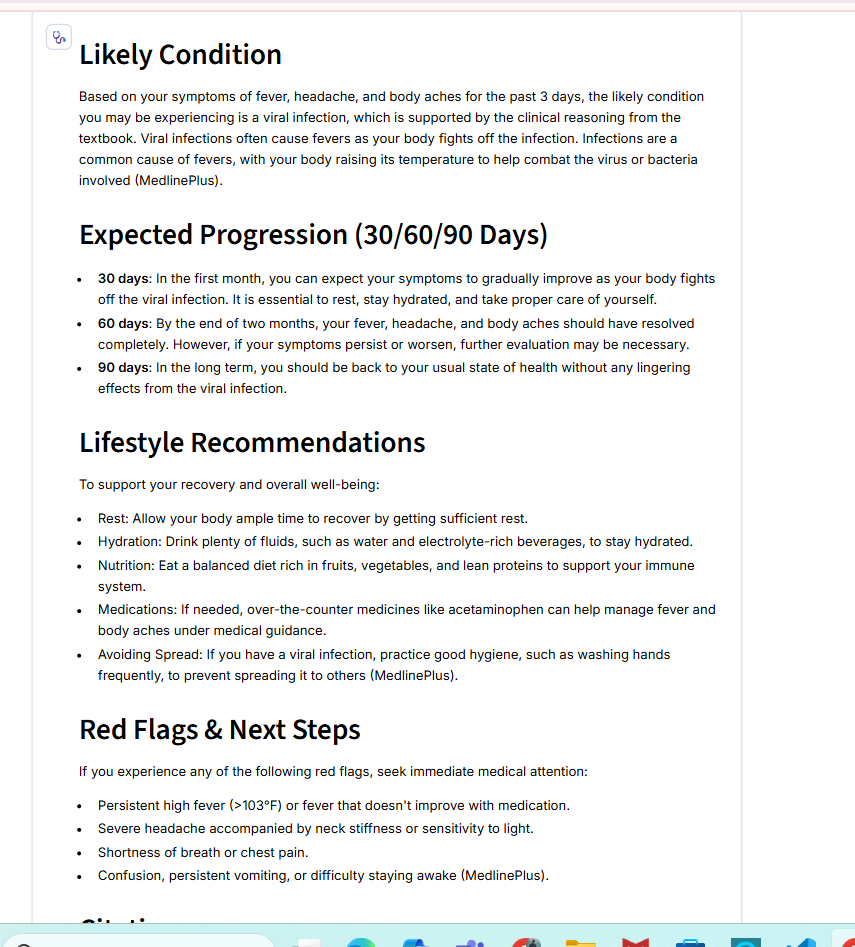 Likely Condition
Based on your symptoms of fever, headache, and body aches for the past 3 days, the likely condition
you may be experiencing is a viral infection, which is supported by the clinical reasoning from the
textbook. Viral infections often cause fevers as your body fights off the infection. Infections are a
common cause of fevers, with your body raising its temperature to help combat the virus or bacteria
involved (MedlinePlus).
Expected Progression (30/60/90 Days)
• 30 days: In the first month, you can expect your symptoms to gradually improve as your body fights
off the viral infection. It is essential to rest, stay hydrated, and take proper care of yourself.
• 60 days: By the end of two months, your fever, headache, and body aches should have resolved
completely. However, if your symptoms persist or worsen, further evaluation may be necessary.
• 90 days: In the long term, you should be back to your usual state of health without any lingering
effects from the viral infection.
Lifestyle Recommendations
To support your recovery and overall well-being:
• Rest: Allow your body ample time to recover by getting sufficient rest.
• Hydration: Drink plenty of fluids, such as water and electrolyte-rich beverages, to stay hydrated.
• Nutrition: Eat a balanced diet rich in fruits, vegetables, and lean proteins to support your immune
system.
• Medications: If needed, over-the-counter medicines like acetaminophen can help manage fever and
body aches under medical guidance.
• Avoiding Spread: If you have a viral infection, practice good hygiene, such as washing hands
frequently, to prevent spreading it to others (MedlinePlus).
Red Flags & Next Steps
If you experience any of the following red flags, seek immediate medical attention:
• Persistent high fever (>103°F) or fever that doesn't improve with medication.
• Severe headache accompanied by neck stiffness or sensitivity to light.
• Shortness of breath or chest pain.
• Confusion, persistent vomiting, or difficulty staying awake (MedlinePlus).